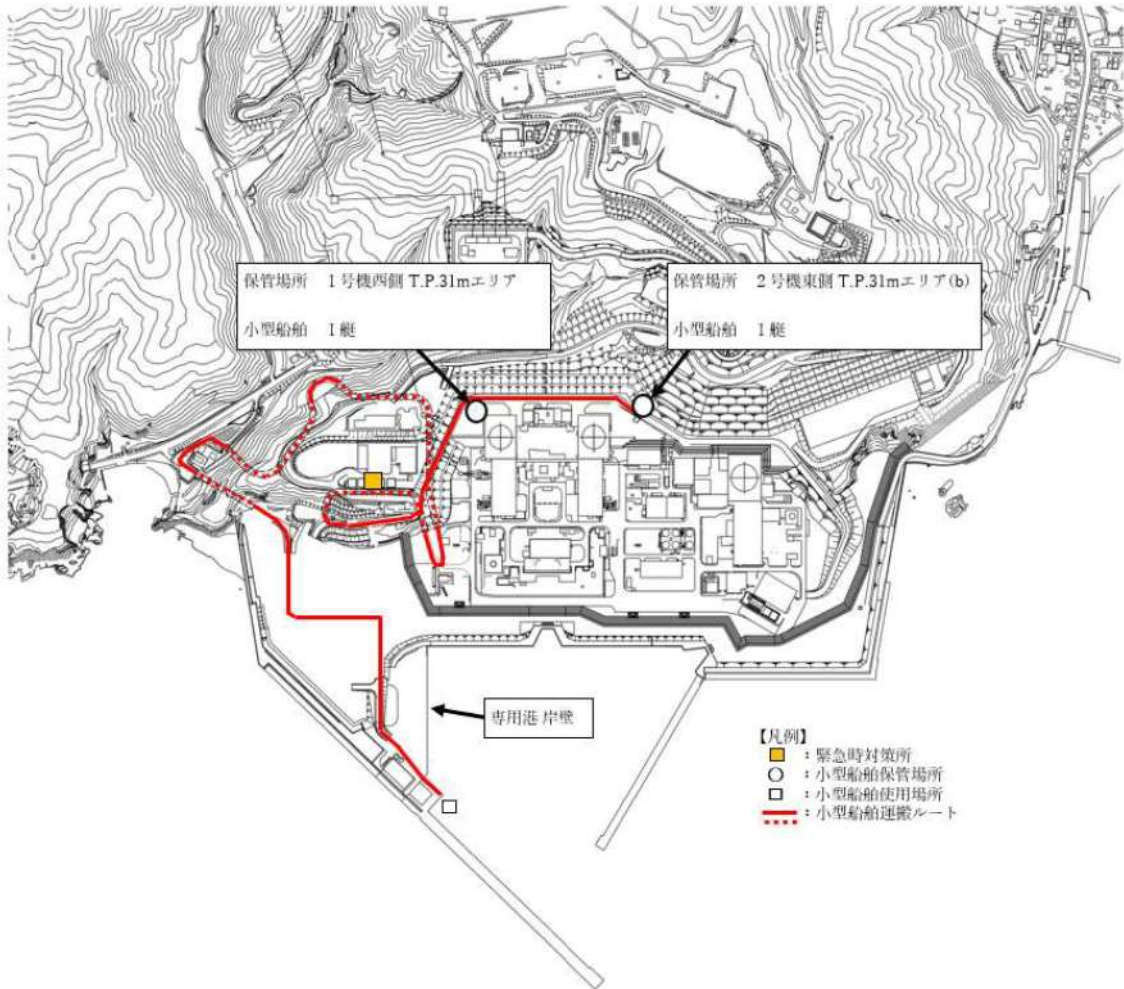 保管場所 1号機西側 T.P.31mエリア
小型船舶 1艇
保管場所 2号機東側 T.P.31mエリア(b)
小型船舶 1艇
専用港 岸壁
【凡例】
:緊急時対策所
:小型船舶保管場所
:小型船舶使用場所
:小型船舶運搬ルート